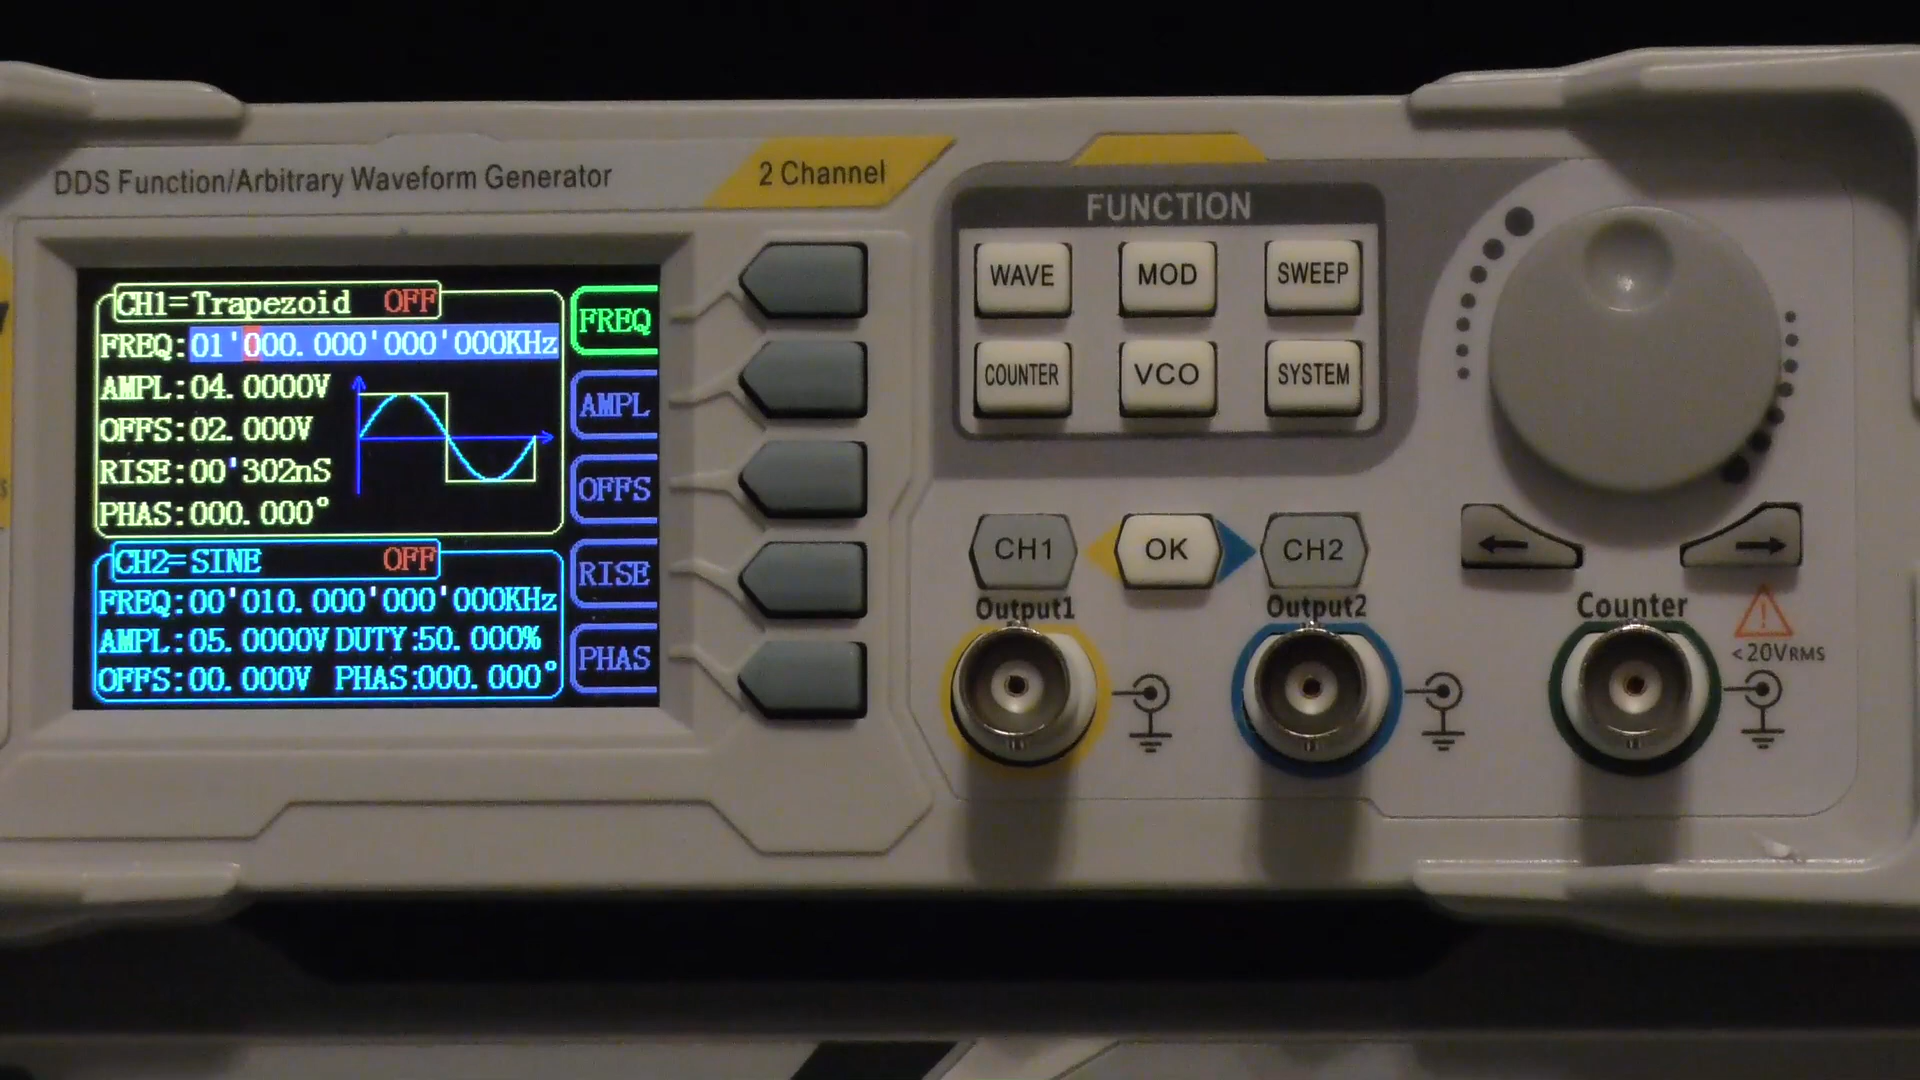 DDS Function/Arbitrary Waveform Generator
2 Channel
CH1=Trapezoid OFF
FREQ:01'000.000'000'000KHz
AMPL:04.0000V
OFFS:02.000V
RISE:00'302nS
PHAS:000.000°
CH2=SINE OFF
FREQ:00'010.000'000'000KHz
AMPL:05.0000V DUTY:50.000%
OFFS:00.000V PHAS:000.000°
FREQ
AMPL
OFFS
RISE
PHAS
FUNCTION
WAVE MOD SWEEP
COUNTER VCO SYSTEM
CH1 OK CH2
Output1 Output2 Counter
<20VRMS